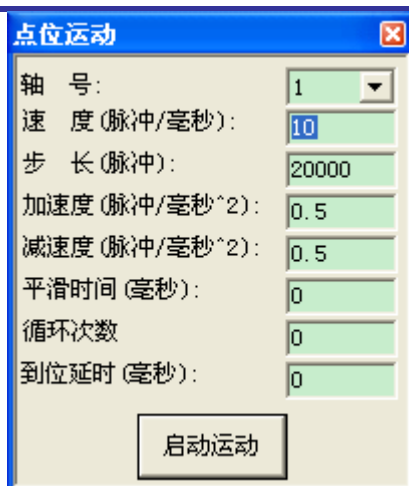 点位运动
轴 号: 1
速 度(脉冲/毫秒): 10
步 长(脉冲): 20000
加速度(脉冲/毫秒^2): 0.5
减速度(脉冲/毫秒^2): 0.5
平滑时间(毫秒): 0
循环次数 0
到位延时(毫秒): 0
启动运动